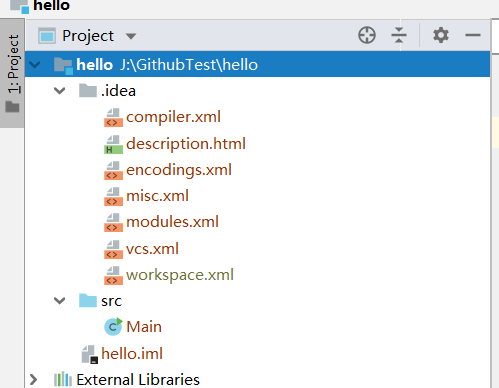 hello
Project
1: Project
hello J:\GithubTest\hello
.idea
compiler.xml
description.html
encodings.xml
misc.xml
modules.xml
vcs.xml
workspace.xml
src
Main
hello.iml
External Libraries